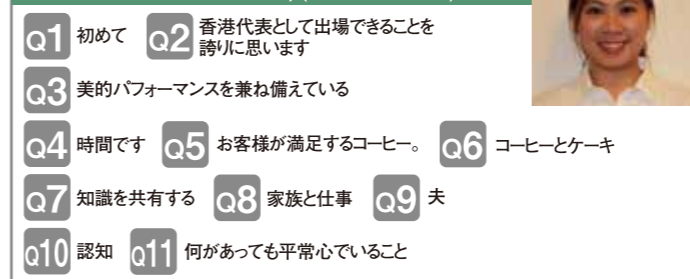 Q1 初めて Q2 香港代表として出場できることを
誇りに思います
Q3 美的パフォーマンスを兼ね備えている
Q4 時間です Q5 お客様が満足するコーヒー。 Q6 コーヒーとケーキ
Q7 知識を共有する Q8 家族と仕事 Q9 夫
Q10 認知 Q11 何があっても平常心でいること